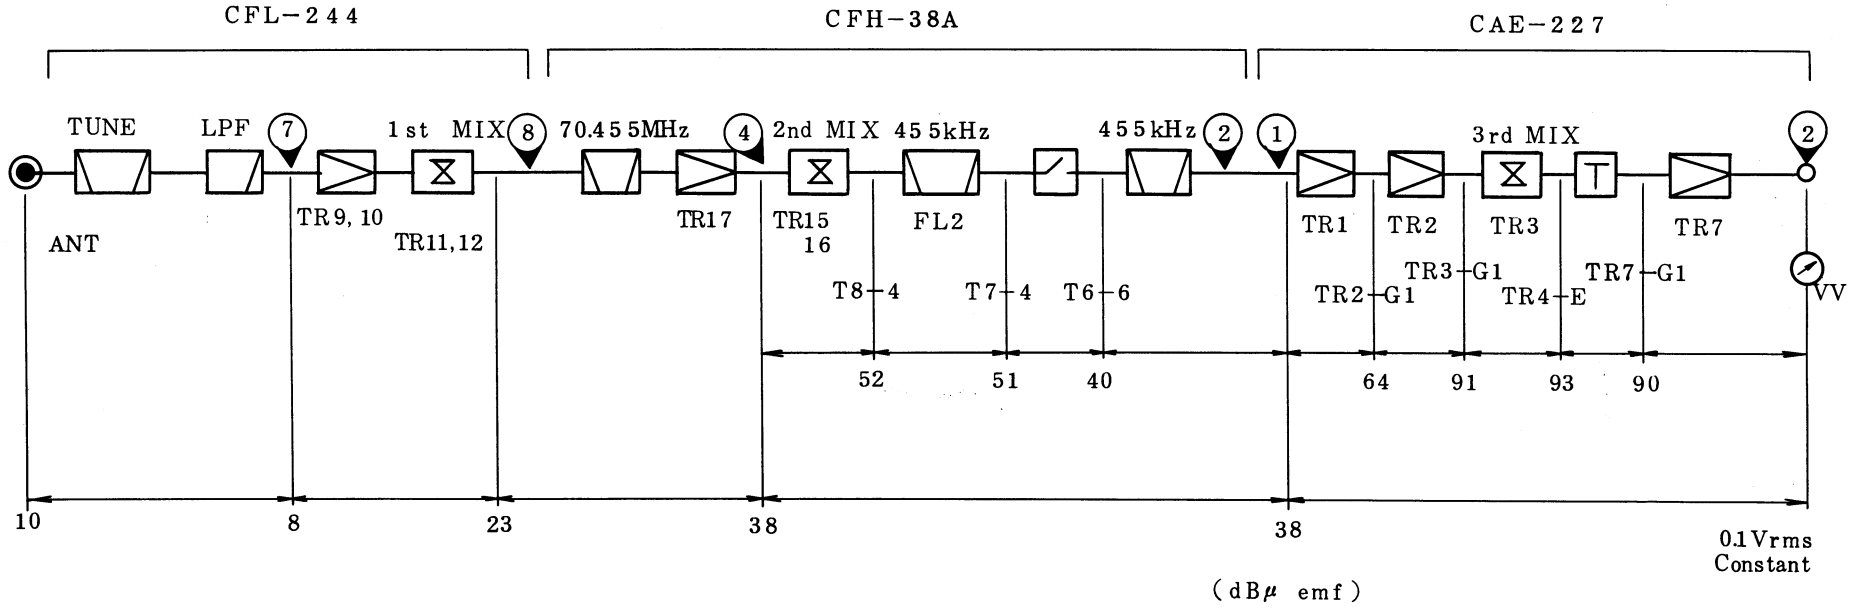 CFL-244
CFH-38A
CAE-227
TUNE
LPF
7
1st MIX
8
70.455MHz
4
2nd MIX
455kHz
455kHz
2
1
3rd MIX
2
T
ANT
TR9, 10
TR11, 12
TR17
TR15
16
FL2
TR1
TR2
TR3
TR7
T8-4
T7-4
T6-6
TR2-G1
TR3-G1
TR4-E
TR7-G1
VV
52
51
40
64
91
93
90
10
8
23
38
38
0.1Vrms
Constant
(dBμ emf)